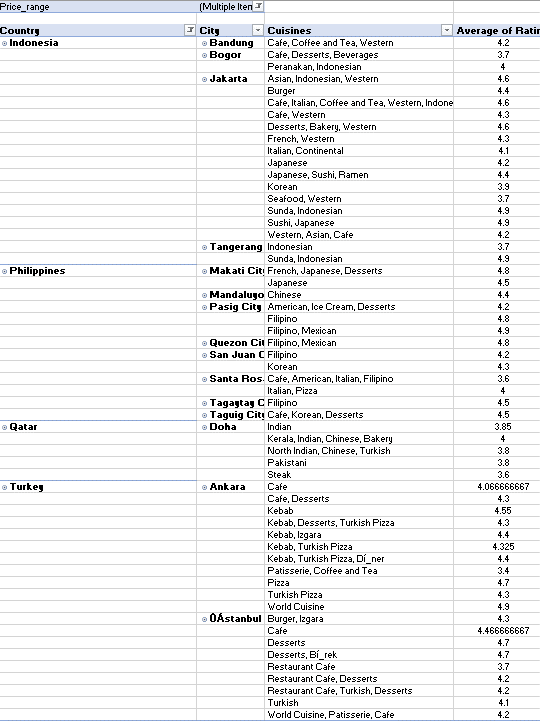 Price_range (Multiple Iten
Country City Cuisines Average of Ratin
Indonesia Bandung Cafe, Coffee and Tea, Western 4.2
Bogor Cafe, Desserts, Beverages 3.7
Peranakan, Indonesian 4
Jakarta Asian, Indonesian, Western 4.6
Burger 4.4
Cafe, Italian, Coffee and Tea, Western, Indone 4.6
Cafe, Western 4.3
Desserts, Bakery, Western 4.6
French, Western 4.3
Italian, Continental 4.1
Japanese 4.2
Japanese, Sushi, Ramen 4.4
Korean 3.9
Seafood, Western 3.7
Sunda, Indonesian 4.9
Sushi, Japanese 4.9
Western, Asian, Cafe 4.2
Tangerang Indonesian 3.7
Sunda, Indonesian 4.9
Philippines Makati City French, Japanese, Desserts 4.8
Japanese 4.5
Mandaluyo Chinese 4.4
Pasig City American, Ice Cream, Desserts 4.2
Filipino 4.8
Filipino, Mexican 4.9
Quezon Cit Filipino, Mexican 4.8
San Juan C Filipino 4.2
Korean 4.3
Santa Ros Cafe, American, Italian, Filipino 3.6
Italian, Pizza 4
Tagaytay C Filipino 4.5
Taguig City Cafe, Korean, Desserts 4.5
Qatar Doha Indian 3.85
Kerala, Indian, Chinese, Bakery 4
North Indian, Chinese, Turkish 3.8
Pakistani 3.8
Steak 3.6
Turkey Ankara Cafe 4.066666667
Cafe, Desserts 4.3
Kebab 4.55
Kebab, Desserts, Turkish Pizza 4.3
Kebab, Izgara 4.4
Kebab, Turkish Pizza 4.325
Kebab, Turkish Pizza, Dí_ner 4.4
Patisserie, Coffee and Tea 3.4
Pizza 4.7
Turkish Pizza 4.3
World Cuisine 4.9
ÛÁstanbul Burger, Izgara 4.3
Cafe 4.466666667
Desserts 4.7
Desserts, Bí_rek 4.7
Restaurant Cafe 3.7
Restaurant Cafe, Desserts 4.2
Restaurant Cafe, Turkish, Desserts 4.2
Turkish 4.1
World Cuisine, Patisserie, Cafe 4.2